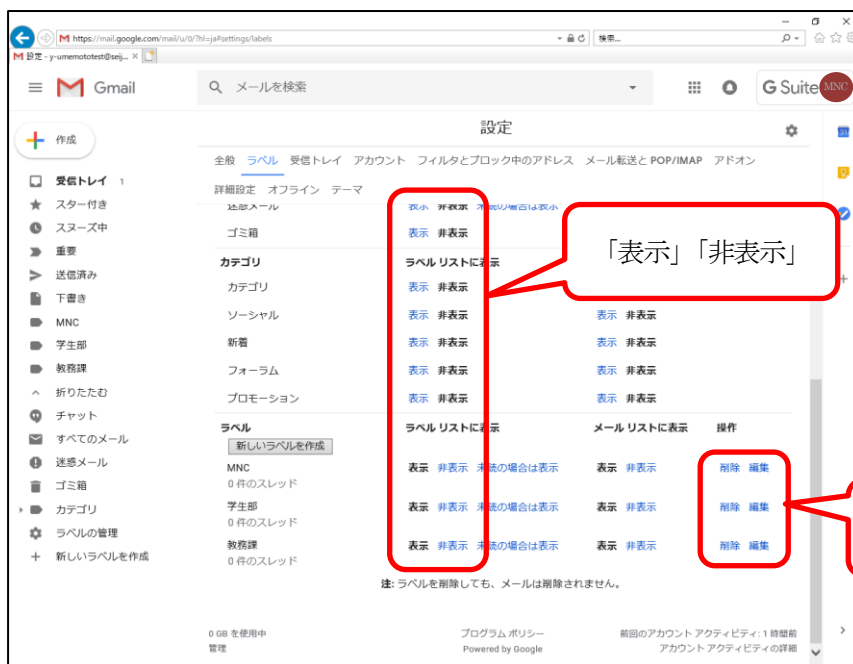 https://mail.google.com/mail/u/0/?hl=ja#settings/labels
検索...
設定 - y-umemototest@seij...
Gmail
メールを検索
G Suite
MNC
設定
作成
全般 ラベル 受信トレイ アカウント フィルタとブロック中のアドレス メール転送と POP/IMAP アドオン
詳細設定 オフライン テーマ
受信トレイ 1
スター付き
スヌーズ中
重要
送信済み
下書き
MNC
学生部
教務課
折りたたむ
チャット
すべてのメール
迷惑メール
ゴミ箱
カテゴリ
ラベルの管理
新しいラベルを作成
迷惑メール 表示 非表示 未読の場合は表示
ゴミ箱 表示 非表示
「表示」「非表示」
カテゴリ ラベル リストに表示
カテゴリ 表示 非表示
ソーシャル 表示 非表示 表示 非表示
新着 表示 非表示 表示 非表示
フォーラム 表示 非表示 表示 非表示
プロモーション 表示 非表示 表示 非表示
ラベル ラベル リストに表示 メール リストに表示 操作
新しいラベルを作成
MNC 表示 非表示 未読の場合は表示 表示 非表示 削除 編集
0 件のスレッド
学生部 表示 非表示 未読の場合は表示 表示 非表示 削除 編集
0 件のスレッド
教務課 表示 非表示 未読の場合は表示 表示 非表示 削除 編集
0 件のスレッド
注: ラベルを削除しても、メールは削除されません。
0 GB を使用中 プログラム ポリシー 前回のアカウント アクティビティ: 1 時間前
管理 Powered by Google アカウント アクティビティの詳細